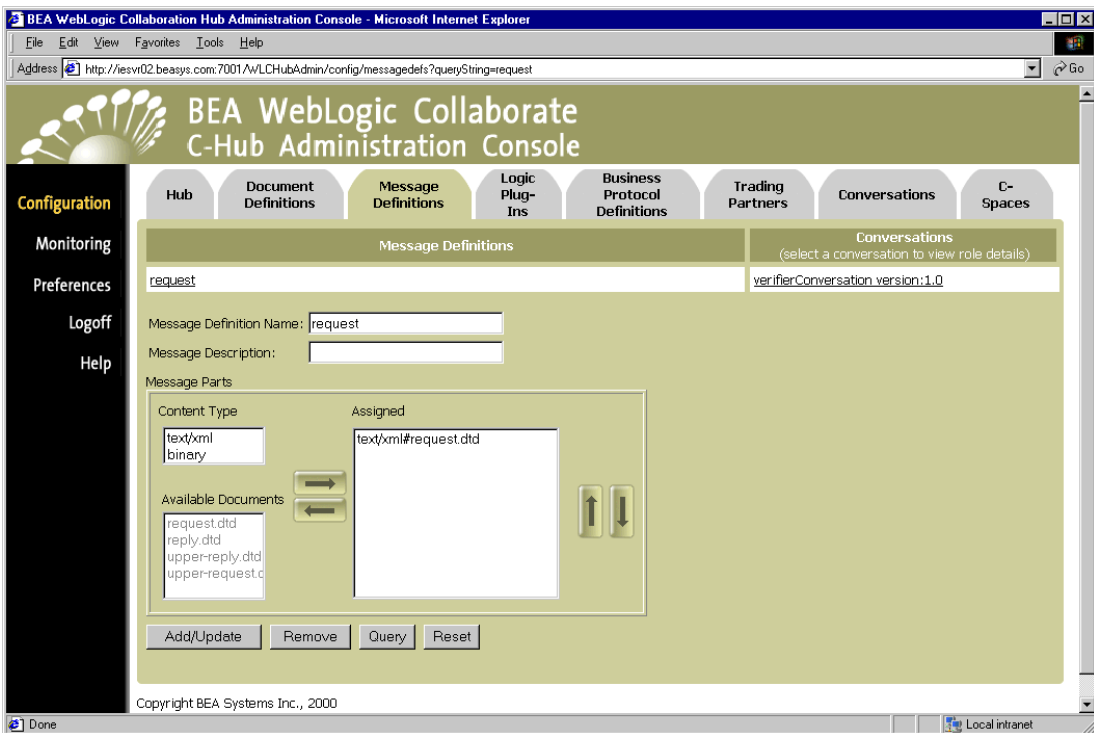 BEA WebLogic Collaboration Hub Administration Console - Microsoft Internet Explorer
File Edit View Favorites Tools Help
Address http://iesvr02.beasys.com:7001/WLCHubAdmin/config/messagedefs?queryString=request Go
BEA WebLogic Collaborate
C-Hub Administration Console
Configuration
Monitoring
Preferences
Logoff
Help
Hub
Document
Definitions
Message
Definitions
Logic
Plug-
Ins
Business
Protocol
Definitions
Trading
Partners
Conversations
C-
Spaces
Message Definitions
Conversations
(select a conversation to view role details)
request
verifierConversation version:1.0
Message Definition Name: request
Message Description:
Message Parts
Content Type
Assigned
text/xml
binary
text/xml#request.dtd
Available Documents
request.dtd
reply.dtd
upper-reply.dtd
upper-request.d
Add/Update Remove Query Reset
Copyright BEA Systems Inc., 2000
Done
Local intranet